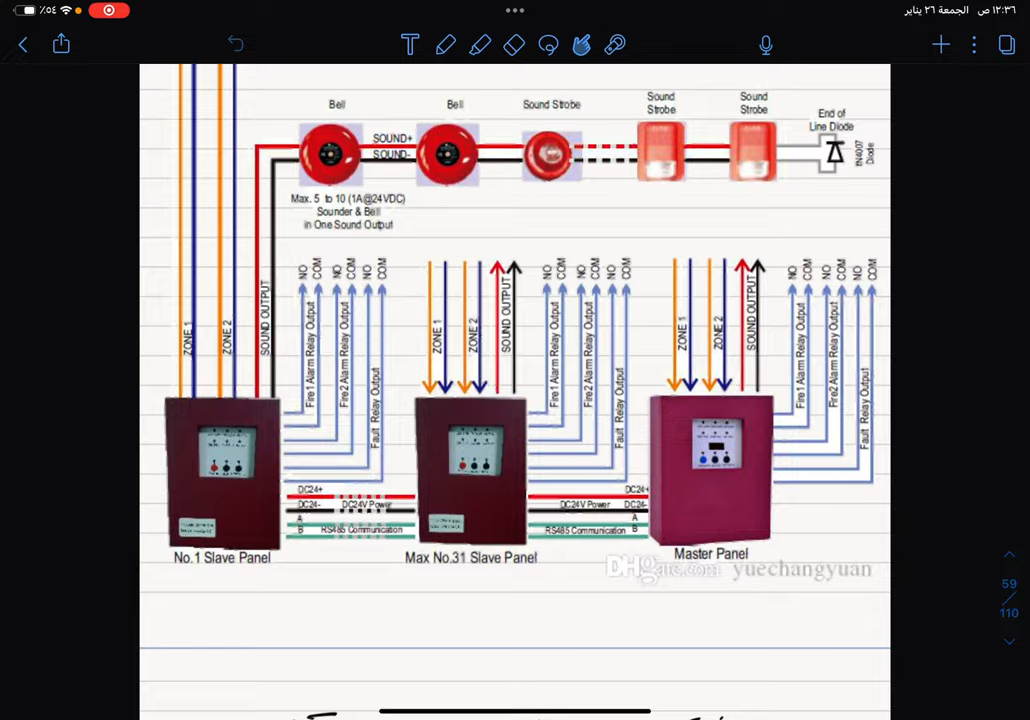 ١٢:٣٦ ص الجمعة ٢٦ يناير
٪٥٤
Bell
Bell
Sound Strobe
Sound
Strobe
Sound
Strobe
End of
Line Diode
1N4007
Diode
SOUND+
SOUND-
Max. 5 to 10 (1A@24VDC)
Sounder & Bell
in One Sound Output
ZONE 1
ZONE 2
SOUND OUTPUT
NO
COM
NO
COM
NO
COM
Fire1 Alarm Relay Output
Fire2 Alarm Relay Output
Fault Relay Output
ZONE 1
ZONE 2
SOUND OUTPUT
NO
COM
NO
COM
NO
COM
Fire1 Alarm Relay Output
Fire2 Alarm Relay Output
Fault Relay Output
ZONE 1
ZONE 2
SOUND OUTPUT
NO
COM
NO
COM
NO
COM
Fire1 Alarm Relay Output
Fire2 Alarm Relay Output
Fault Relay Output
DC24+
DC24-
DC24V Power
A
B
RS485 Communication
DC24+
DC24V Power
DC24-
A
RS485 Communication
B
No.1 Slave Panel
Max No.31 Slave Panel
Master Panel
DHgate.com yuechangyuan
59
110